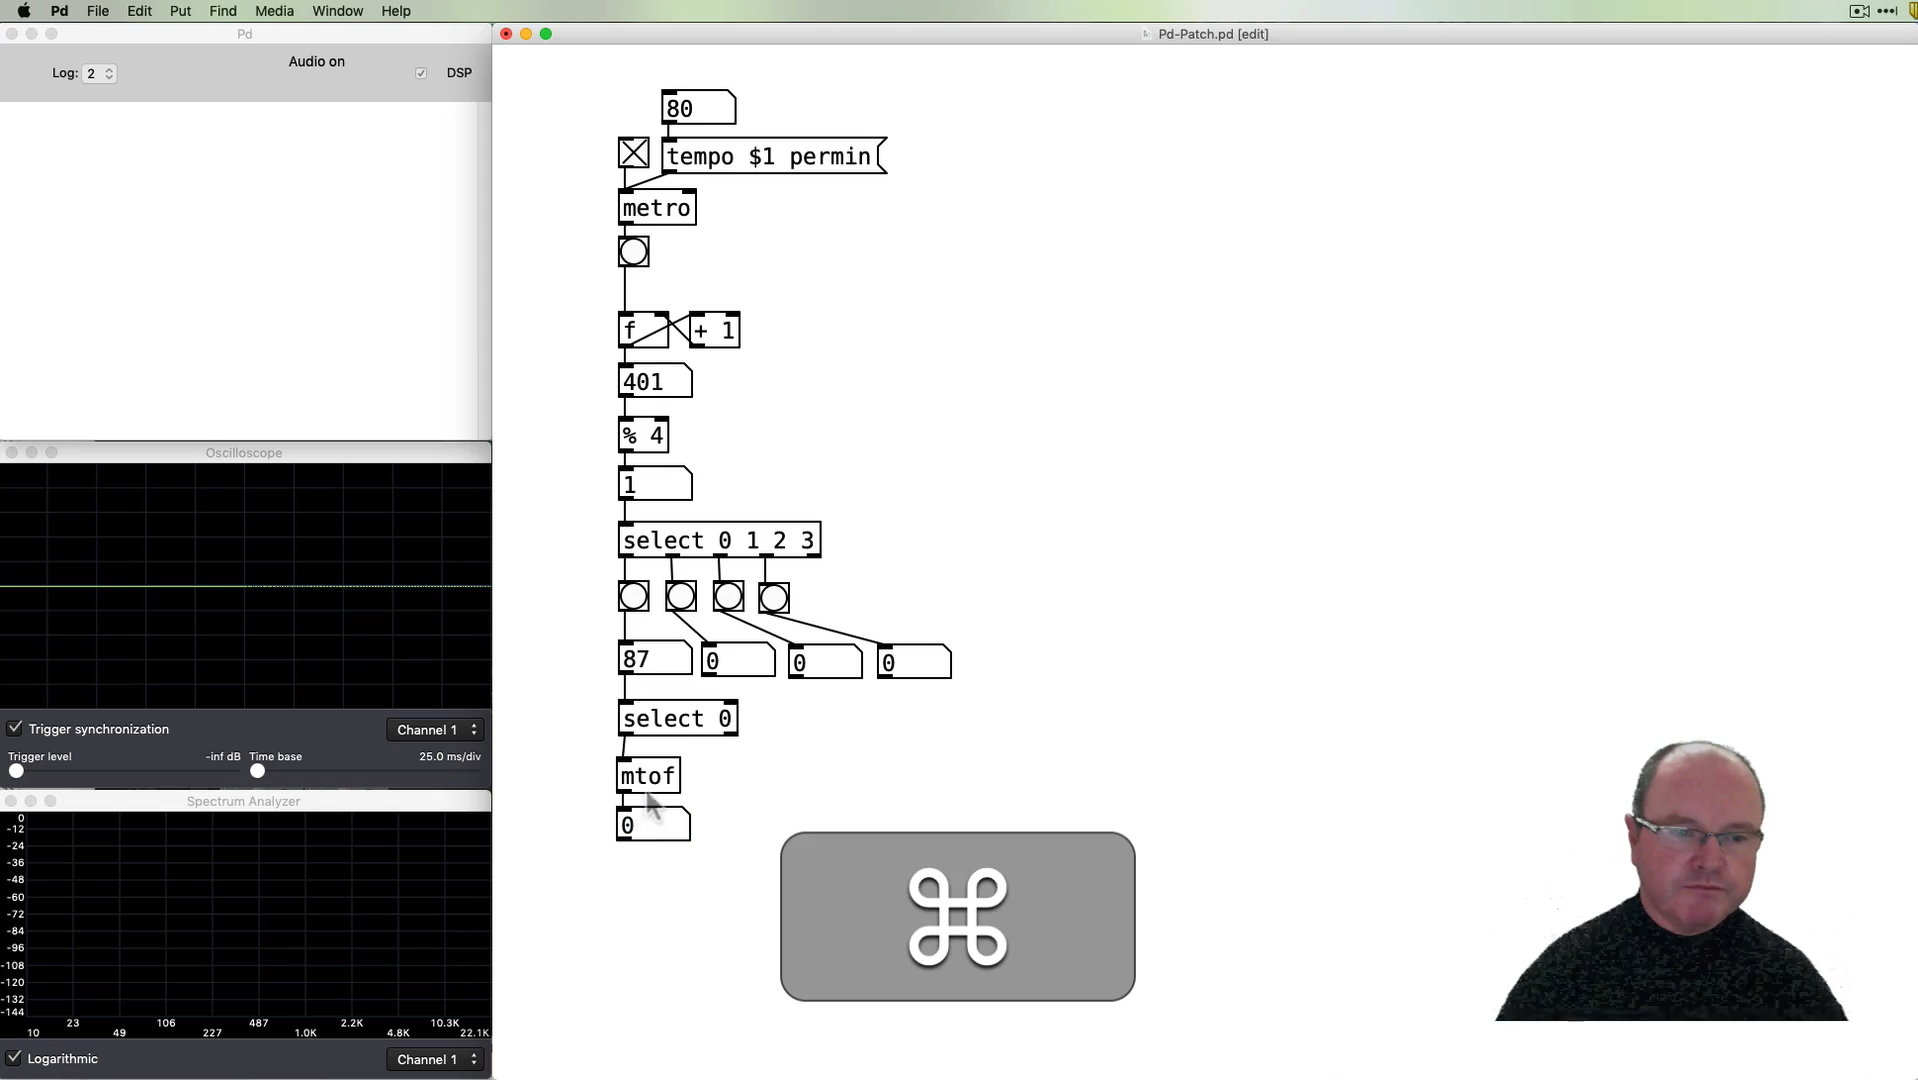 Pd File Edit Put Find Media Window Help
Pd
Log: 2
Audio on
DSP
Pd-Patch.pd [edit]
80
tempo $1 permin
metro
f
+ 1
401
% 4
1
select 0 1 2 3
87
0
0
0
select 0
mtof
0
Oscilloscope
Trigger synchronization
Channel 1
Trigger level
-inf dB
Time base
25.0 ms/div
Spectrum Analyzer
0
-12
-24
-36
-48
-60
-72
-84
-96
-108
-120
-132
-144
23 106 487 2.2K 10.3K
10 49 227 1.0K 4.8K 22.1K
Logarithmic
Channel 1